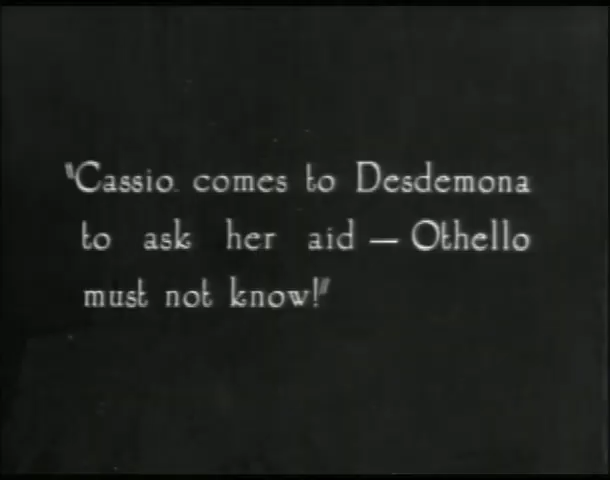 "Cassio comes to Desdemona
to ask her aid — Othello
must not know!"